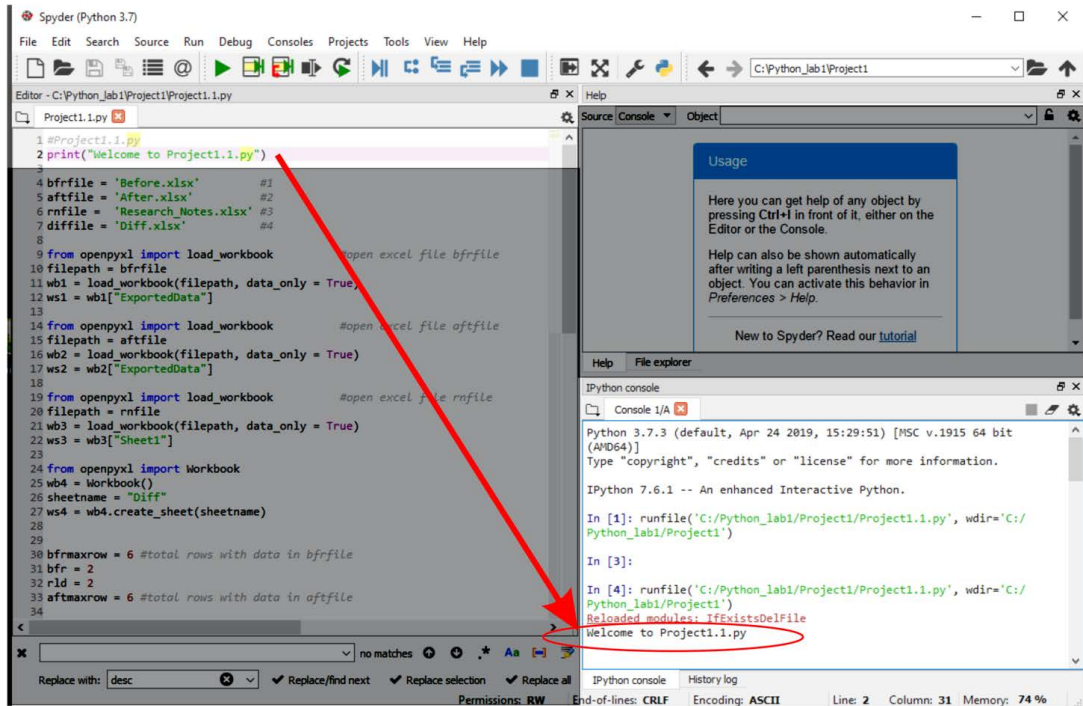 Spyder (Python 3.7)
File Edit Search Source Run Debug Consoles Projects Tools View Help
C:\Python_lab1\Project1
Editor - C:\Python_lab1\Project1\Project1.1.py
Project1.1.py
1 #Project1.1.py
2 print("Welcome to Project1.1.py")
3
4 bfrfile = 'Before.xlsx' #1
5 aftfile = 'After.xlsx' #2
6 rnfile = 'Research_Notes.xlsx' #3
7 diffile = 'Diff.xlsx' #4
8
9 from openpyxl import load_workbook #open excel file bfrfile
10 filepath = bfrfile
11 wb1 = load_workbook(filepath, data_only = True)
12 ws1 = wb1["ExportedData"]
13
14 from openpyxl import load_workbook #open excel file aftfile
15 filepath = aftfile
16 wb2 = load_workbook(filepath, data_only = True)
17 ws2 = wb2["ExportedData"]
18
19 from openpyxl import load_workbook #open excel file rnfile
20 filepath = rnfile
21 wb3 = load_workbook(filepath, data_only = True)
22 ws3 = wb3["Sheet1"]
23
24 from openpyxl import Workbook
25 wb4 = Workbook()
26 sheetname = "Diff"
27 ws4 = wb4.create_sheet(sheetname)
28
29
30 bfrmaxrow = 6 #total rows with data in bfrfile
31 bfr = 2
32 rld = 2
33 aftmaxrow = 6 #total rows with data in aftfile
34
no matches .* Aa
Replace with: desc Replace/find next Replace selection Replace all
Help
Source Console Object
Usage
Here you can get help of any object by
pressing Ctrl+I in front of it, either on the
Editor or the Console.
Help can also be shown automatically
after writing a left parenthesis next to an
object. You can activate this behavior in
Preferences > Help.
New to Spyder? Read our tutorial
Help File explorer
IPython console
Console 1/A
Python 3.7.3 (default, Apr 24 2019, 15:29:51) [MSC v.1915 64 bit
(AMD64)]
Type "copyright", "credits" or "license" for more information.
IPython 7.6.1 -- An enhanced Interactive Python.
In [1]: runfile('C:/Python_lab1/Project1/Project1.1.py', wdir='C:/
Python_lab1/Project1')
In [3]:
In [4]: runfile('C:/Python_lab1/Project1/Project1.1.py', wdir='C:/
Python_lab1/Project1')
Reloaded modules: IfExistsDelFile
Welcome to Project1.1.py
IPython console History log
Permissions: RW End-of-lines: CRLF Encoding: ASCII Line: 2 Column: 31 Memory: 74 %